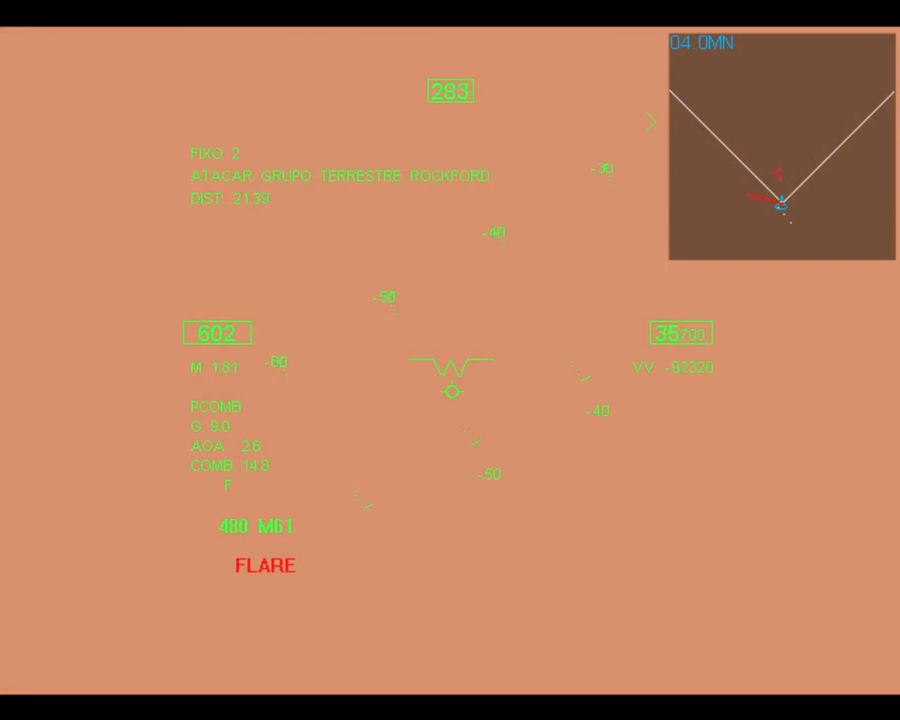 04.0MN
283
FIXO 2
ATACAR GRUPO TERRESTRE ROCKFORD
DIST: 21,39
-30
-40
-50
602
35700
M 1.81
-60
VV -92320
PCOMB
-40
G 9.0
AOA 2.6
COMB 14.8
-50
F
480 M61
FLARE